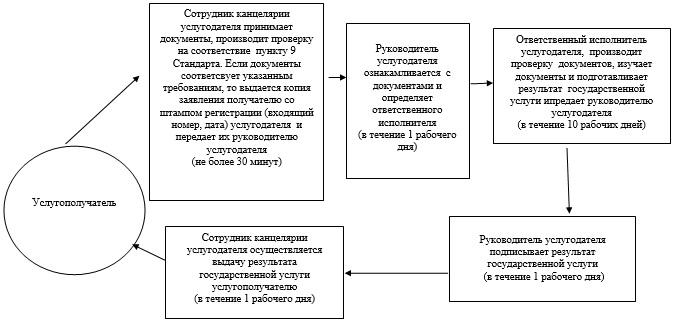 Сотрудник канцелярии
услугодателя принимает
документы, производит проверку
на соответствие пункту 9
Стандарта. Если документы
соответсвует указанным
требованиям, то выдается копия
заявления получателю со
штампом регистрации (входящий
номер, дата) услугодателя и
передает их руководителю
услугодателя
(не более 30 минут)
Руководитель
услугодателя
ознакамливается с
документами и
определяет
ответственного
исполнителя
(в течение 1 рабочего
дня)
Ответственный исполнитель
услугодателя, производит
проверку документов, изучает
документы и подготавливает
результат государственной
услуги ипредает руководителю
услугодателя
(в течение 10 рабочих дней)
Услугополучатель
Сотрудник канцелярии
услугодателя осуществляется
выдачу результата
государственной услуги
услугополучателю
(в течение 1 рабочего дня)
Руководитель услугодателя
подписывает результат
государственной услуги
(в течение 1 рабочего дня)